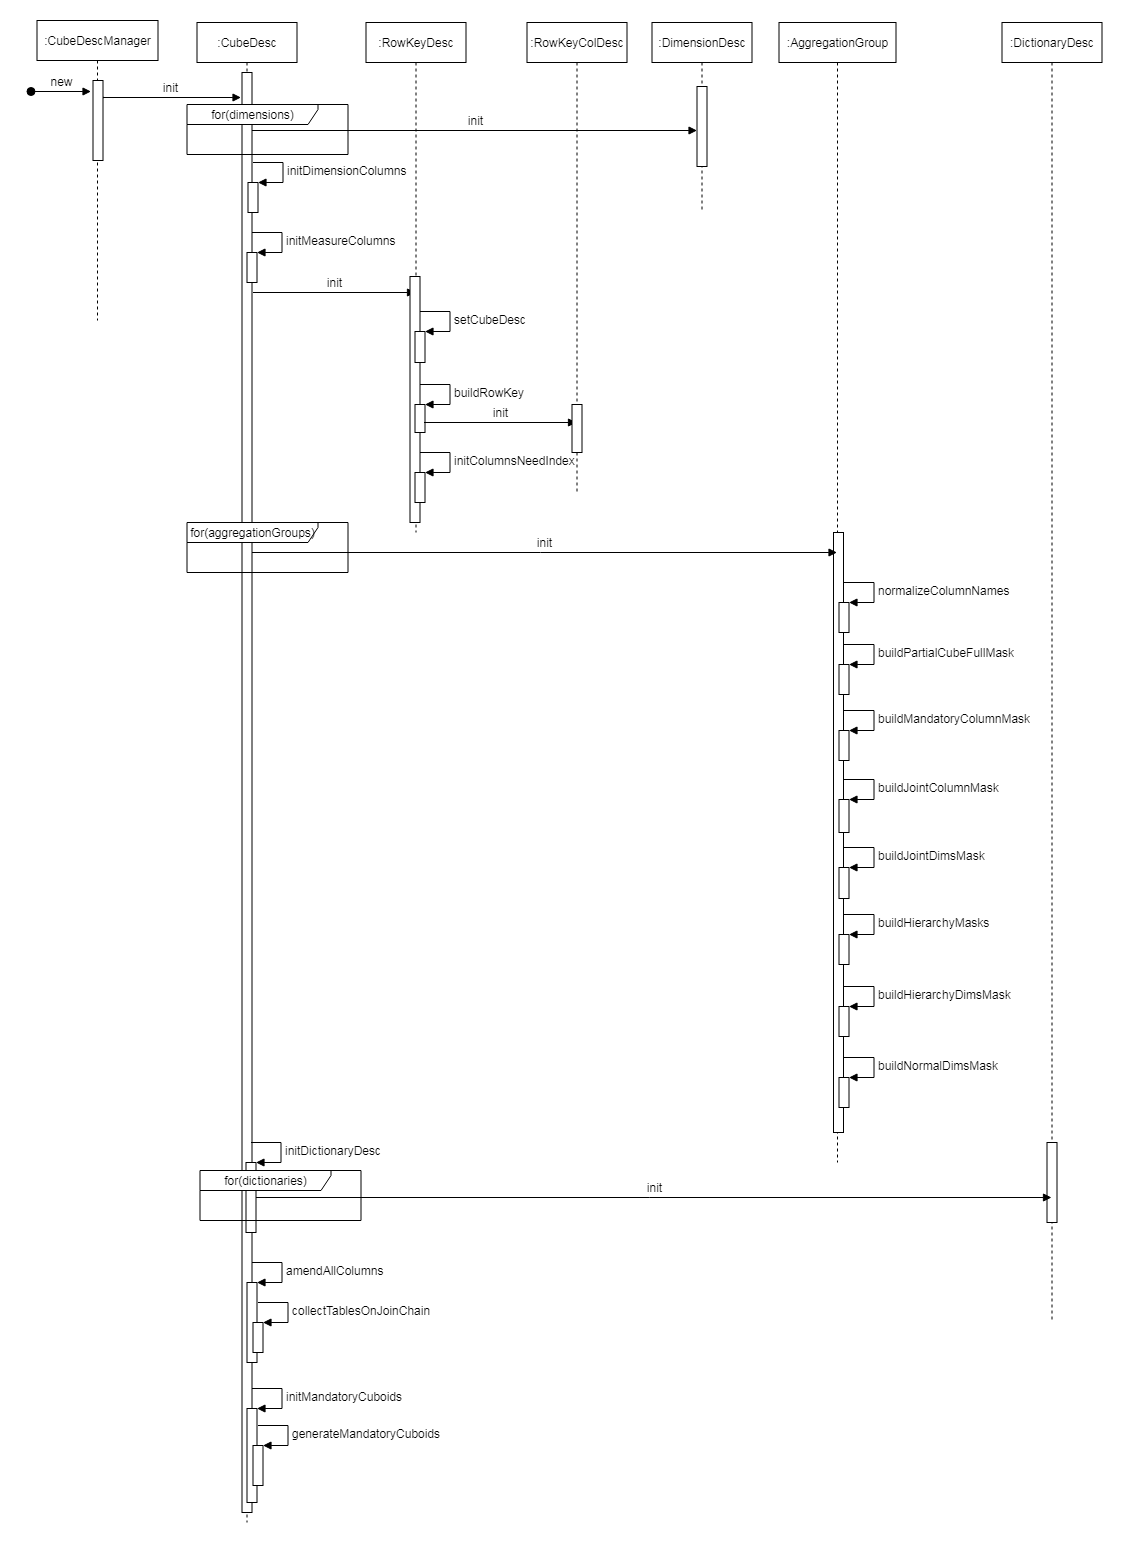 :CubeDescManager
:CubeDesc
:RowKeyDesc
:RowKeyColDesc
:DimensionDesc
:AggregationGroup
:DictionaryDesc
new
init
for(dimensions)
init
initDimensionColumns
initMeasureColumns
init
setCubeDesc
buildRowKey
init
initColumnsNeedIndex
for(aggregationGroups)
init
normalizeColumnNames
buildPartialCubeFullMask
buildMandatoryColumnMask
buildJointColumnMask
buildJointDimsMask
buildHierarchyMasks
buildHierarchyDimsMask
buildNormalDimsMask
initDictionaryDesc
for(dictionaries)
init
amendAllColumns
collectTablesOnJoinChain
initMandatoryCuboids
generateMandatoryCuboids